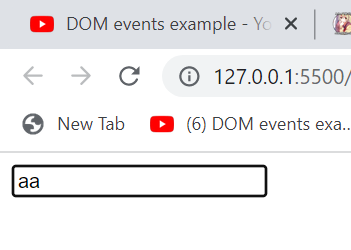 DOM events example - Yo
127.0.0.1:5500/
New Tab
(6) DOM events exa..
aa